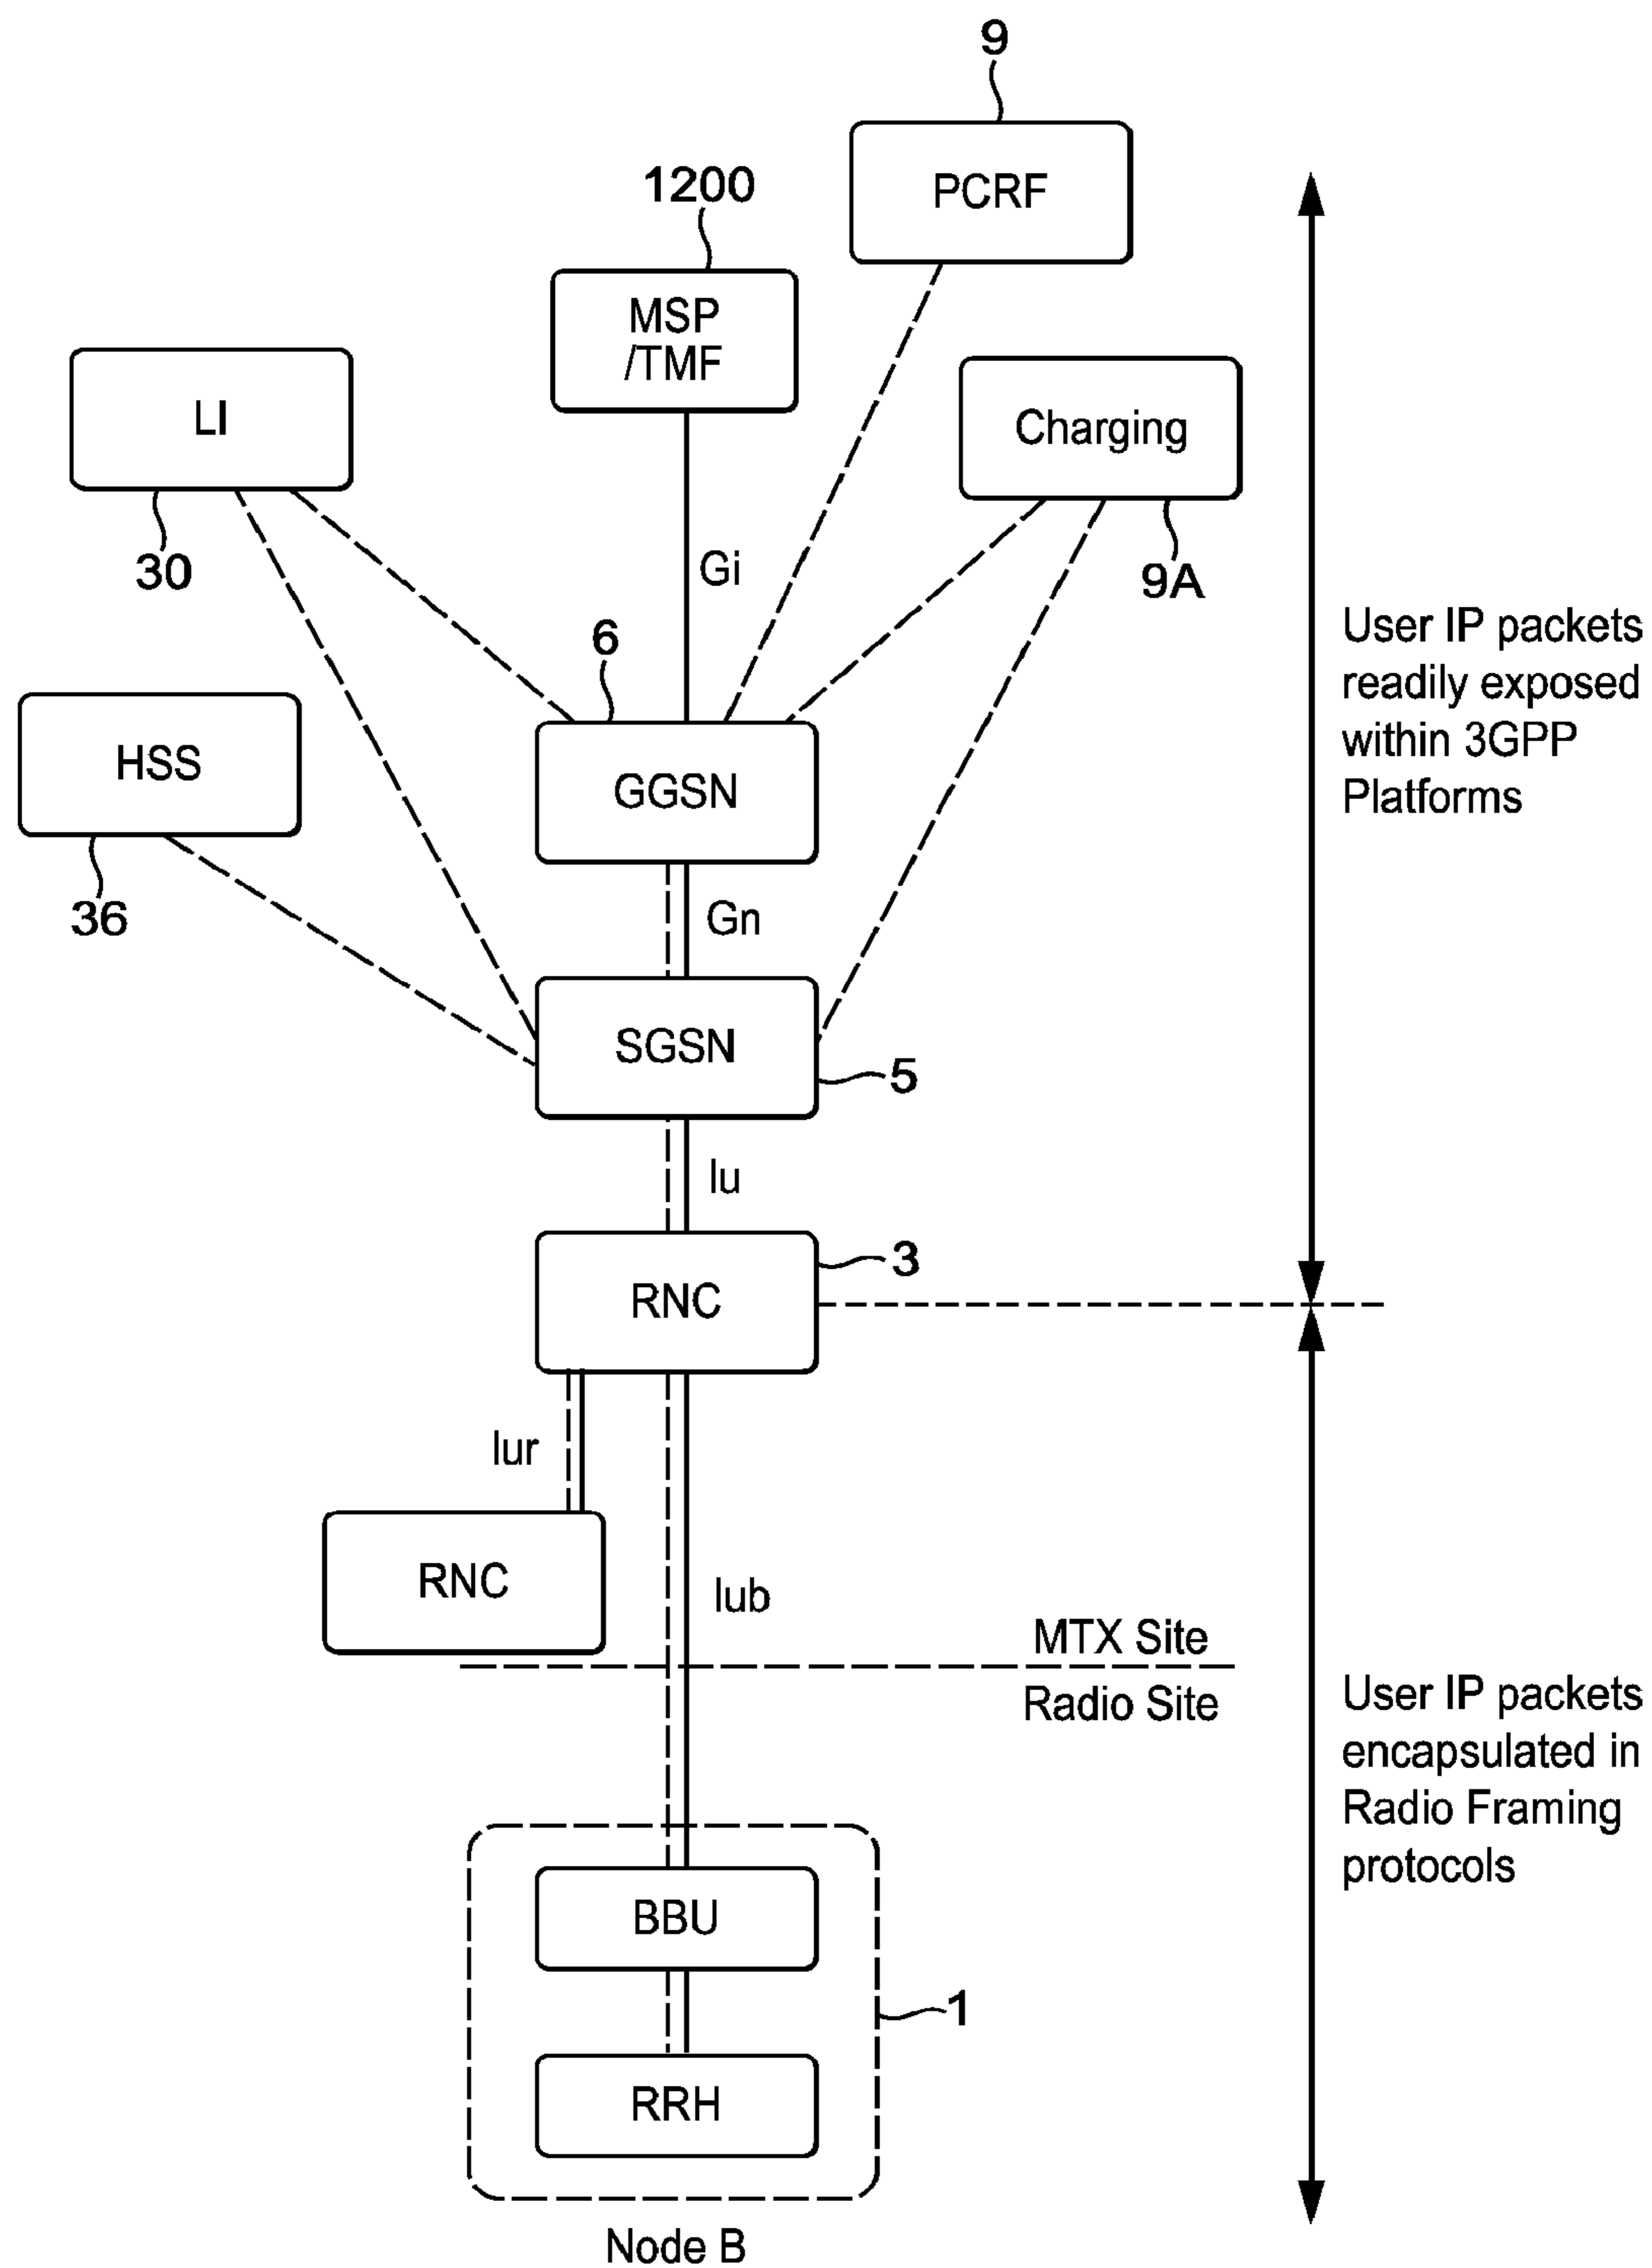 9
PCRF
1200
MSP
/TMF
LI
Charging
30
Gi
9A
6
User IP packets
readily exposed
within 3GPP
Platforms
HSS
GGSN
36
Gn
SGSN
5
Iu
3
RNC
Iur
RNC
Iub
MTX Site
Radio Site
User IP packets
encapsulated in
Radio Framing
protocols
BBU
1
RRH
Node B